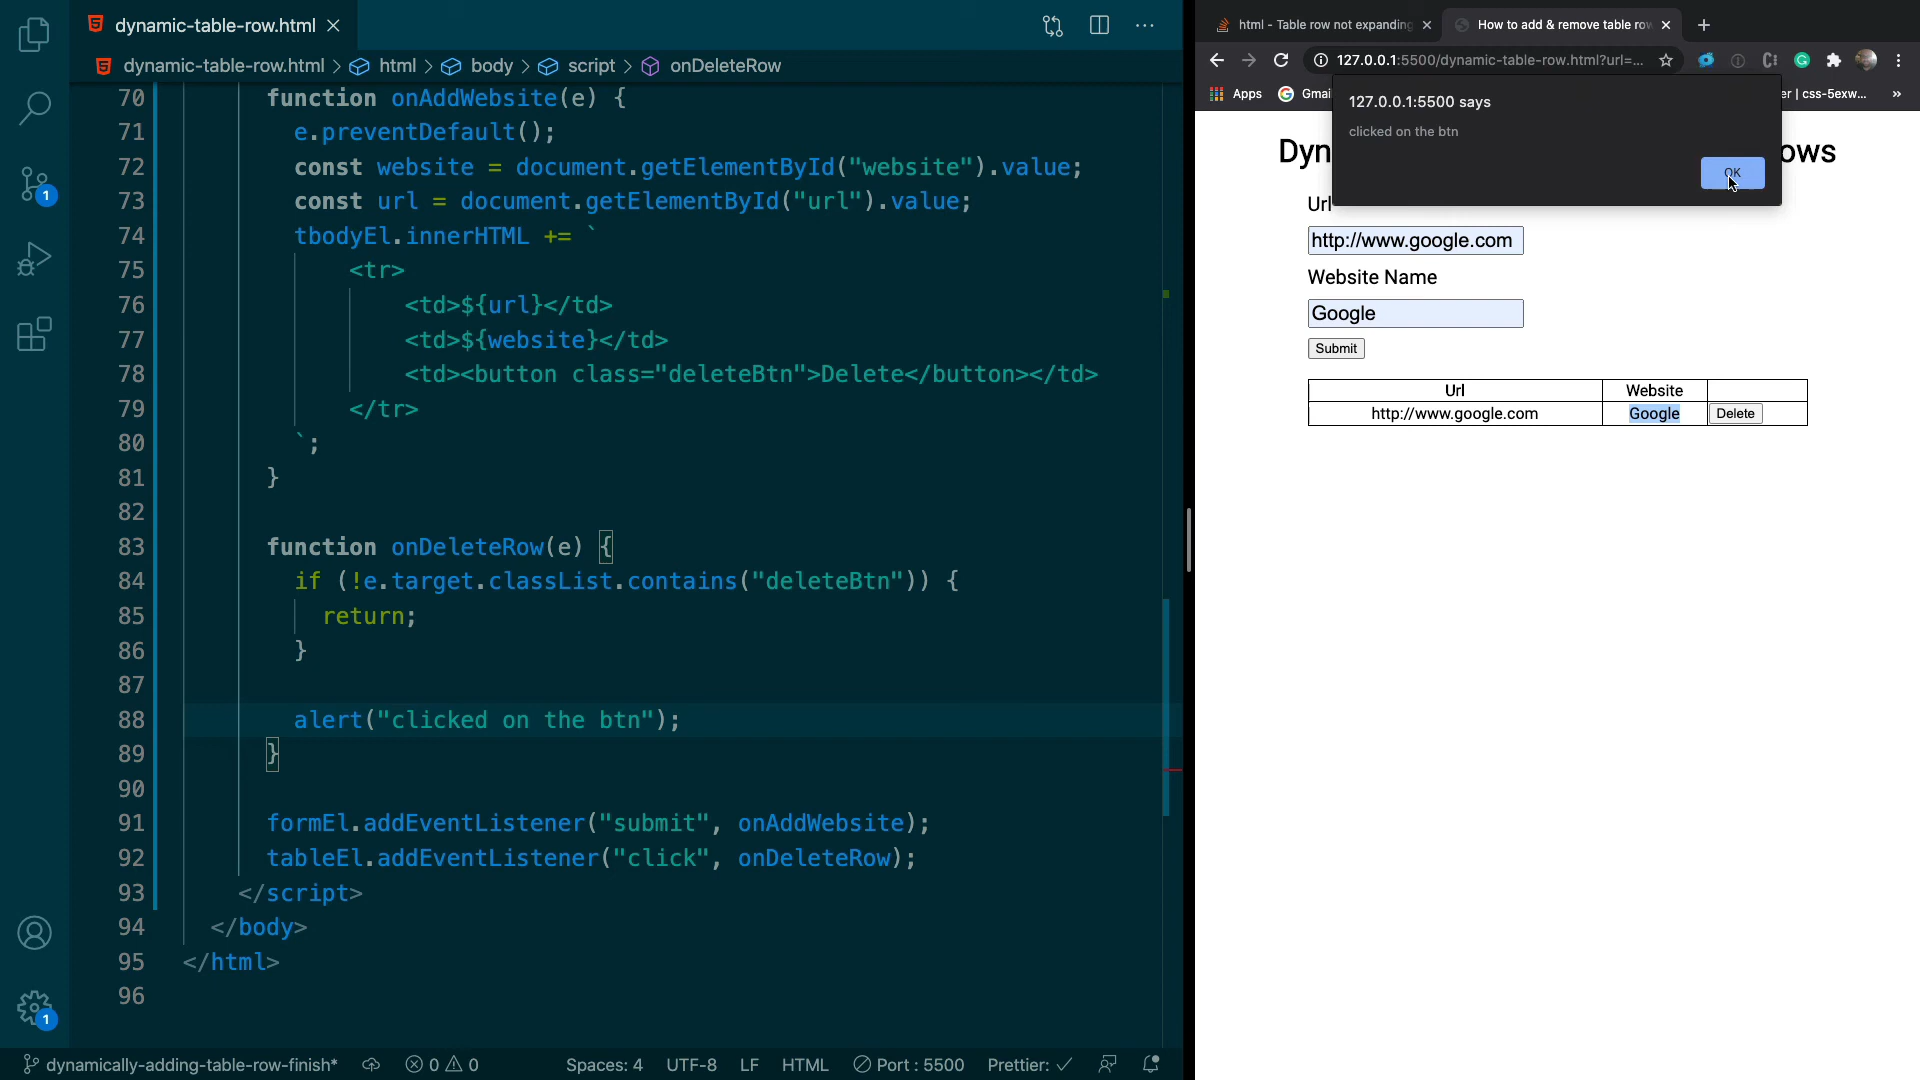 dynamic-table-row.html
dynamic-table-row.html > html > body > script > onDeleteRow
70 function onAddWebsite(e) {
71 e.preventDefault();
72 const website = document.getElementById("website").value;
73 const url = document.getElementById("url").value;
74 tbodyEl.innerHTML += `
75 <tr>
76 <td>${url}</td>
77 <td>${website}</td>
78 <td><button class="deleteBtn">Delete</button></td>
79 </tr>
80 `;
81 }
82
83 function onDeleteRow(e) {
84 if (!e.target.classList.contains("deleteBtn")) {
85 return;
86 }
87
88 alert("clicked on the btn");
89 }
90
91 formEl.addEventListener("submit", onAddWebsite);
92 tableEl.addEventListener("click", onDeleteRow);
93 </script>
94 </body>
95 </html>
96
1
1
dynamically-adding-table-row-finish* 0 0 Spaces: 4 UTF-8 LF HTML Port : 5500 Prettier: ✓
html - Table row not expanding How to add & remove table row
127.0.0.1:5500/dynamic-table-row.html?url=...
Apps Gmai er | css-5exw... »
127.0.0.1:5500 says
clicked on the btn
OK
Dyn ows
Url
http://www.google.com
Website Name
Google
Submit
Url Website
http://www.google.com Google Delete